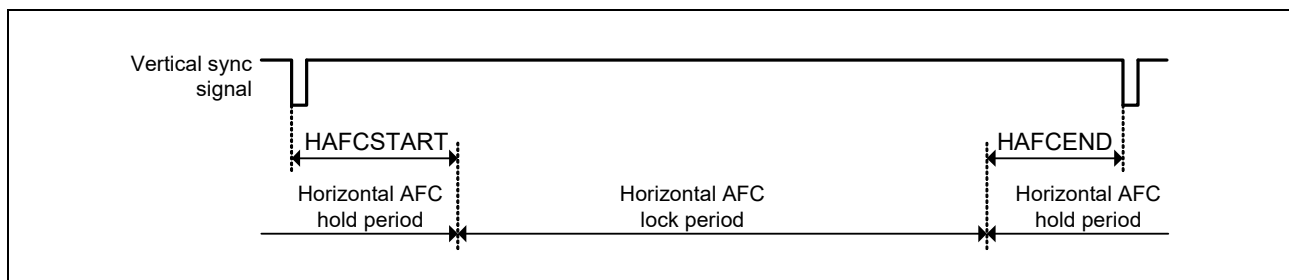 Vertical sync
signal
HAFCSTART
HAFCEND
Horizontal AFC
hold period
Horizontal AFC
lock period
Horizontal AFC
hold period